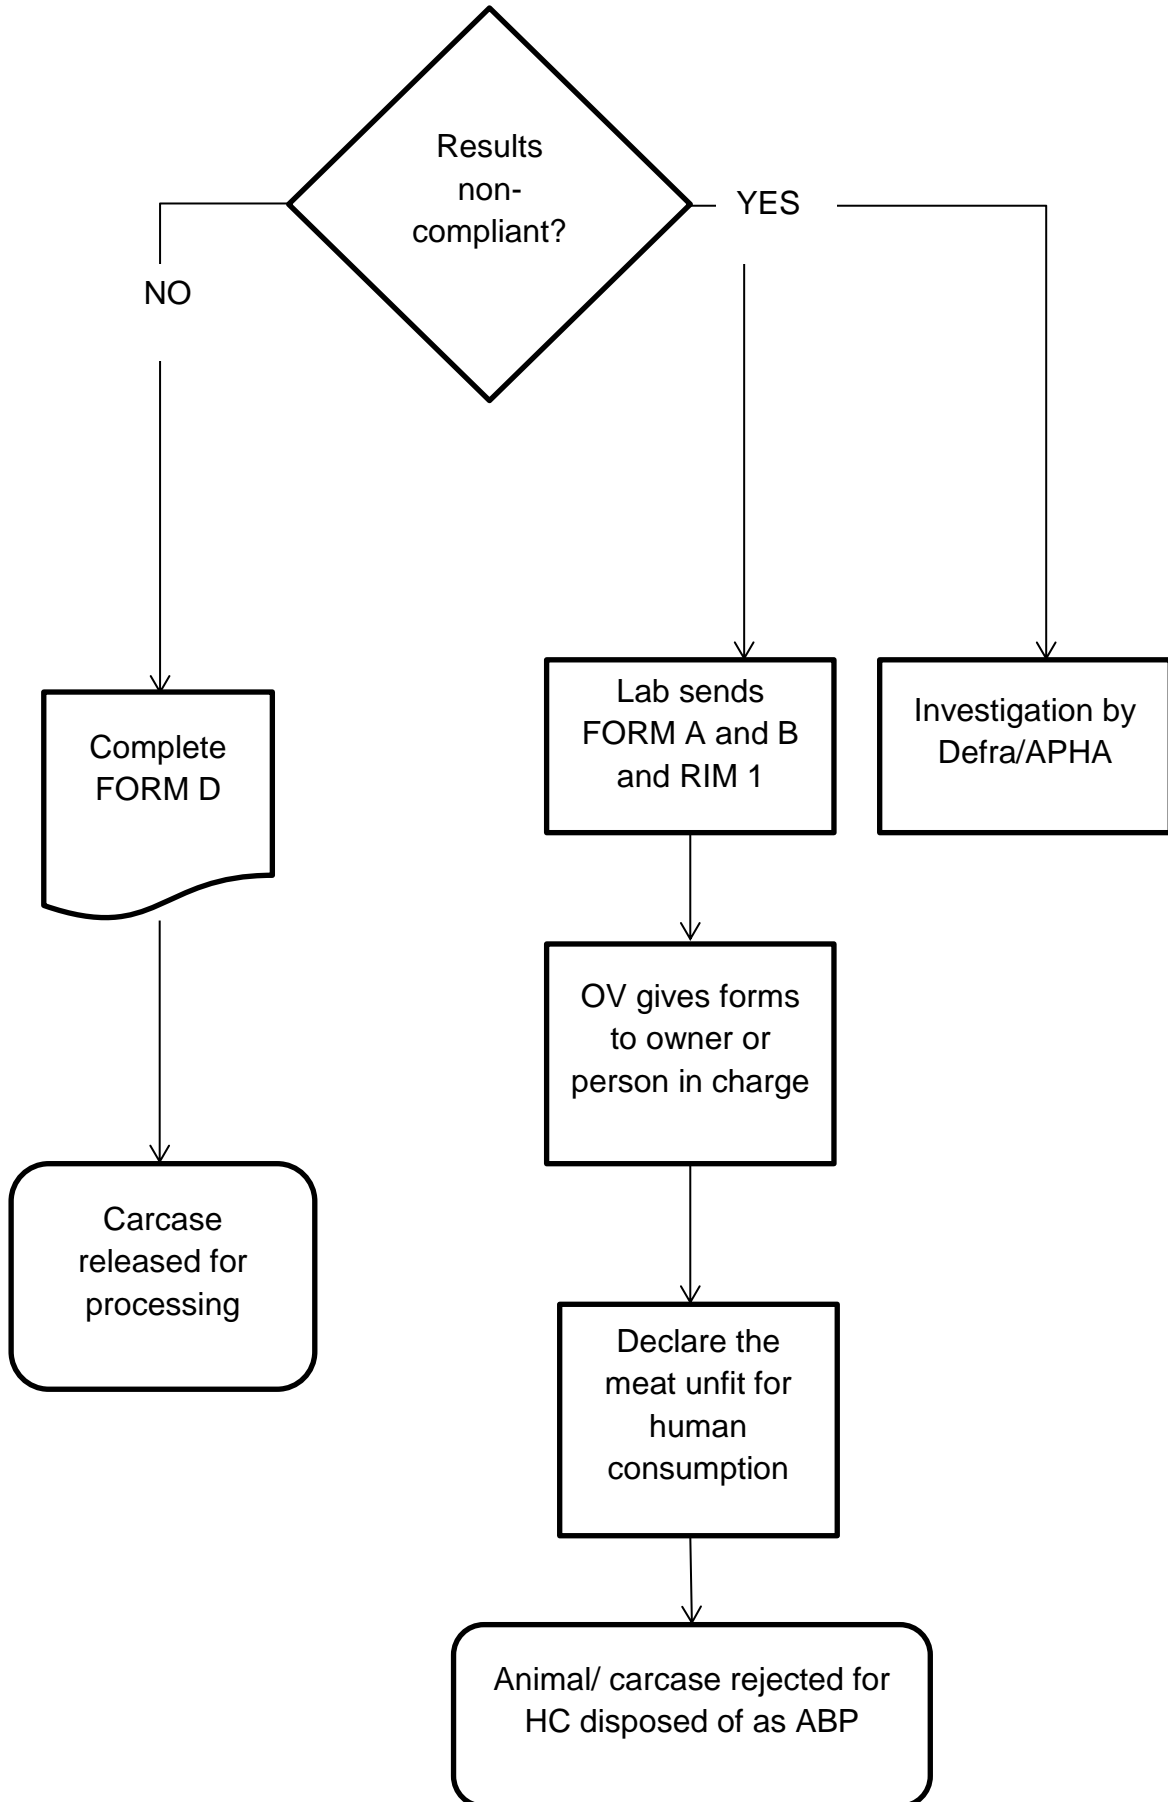 Results
non-
compliant?
YES
NO
Complete
FORM D
Lab sends
FORM A and B
and RIM 1
Investigation by
Defra/APHA
OV gives forms
to owner or
person in charge
Carcase
released for
processing
Declare the
meat unfit for
human
consumption
Animal/ carcase rejected for
HC disposed of as ABP